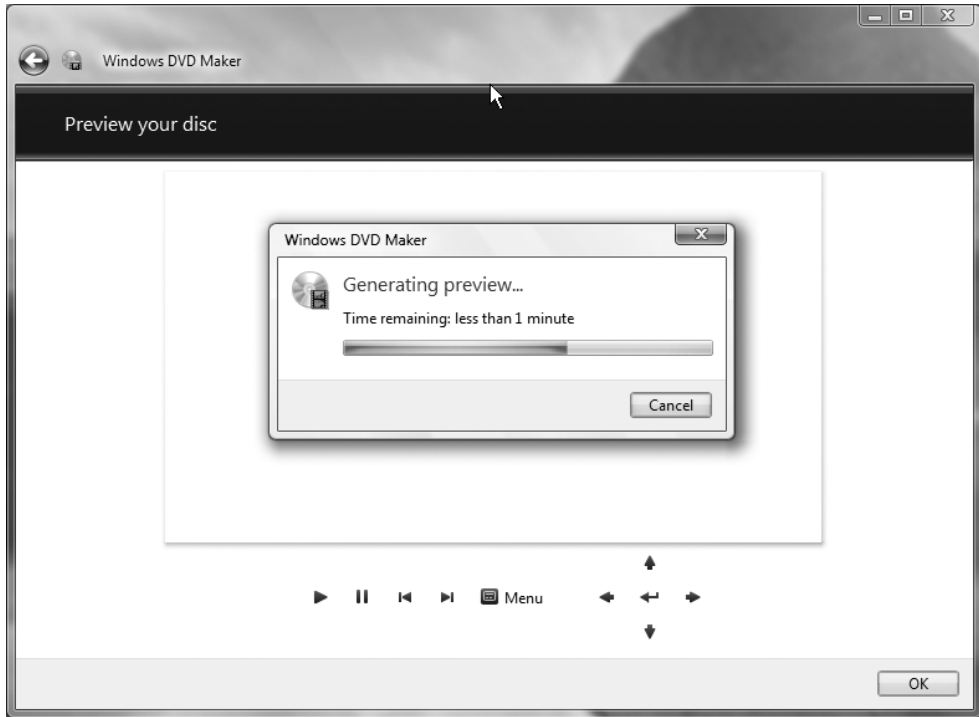 Windows DVD Maker
Preview your disc
Windows DVD Maker
Generating preview...
Time remaining: less than 1 minute
Cancel
Menu
OK